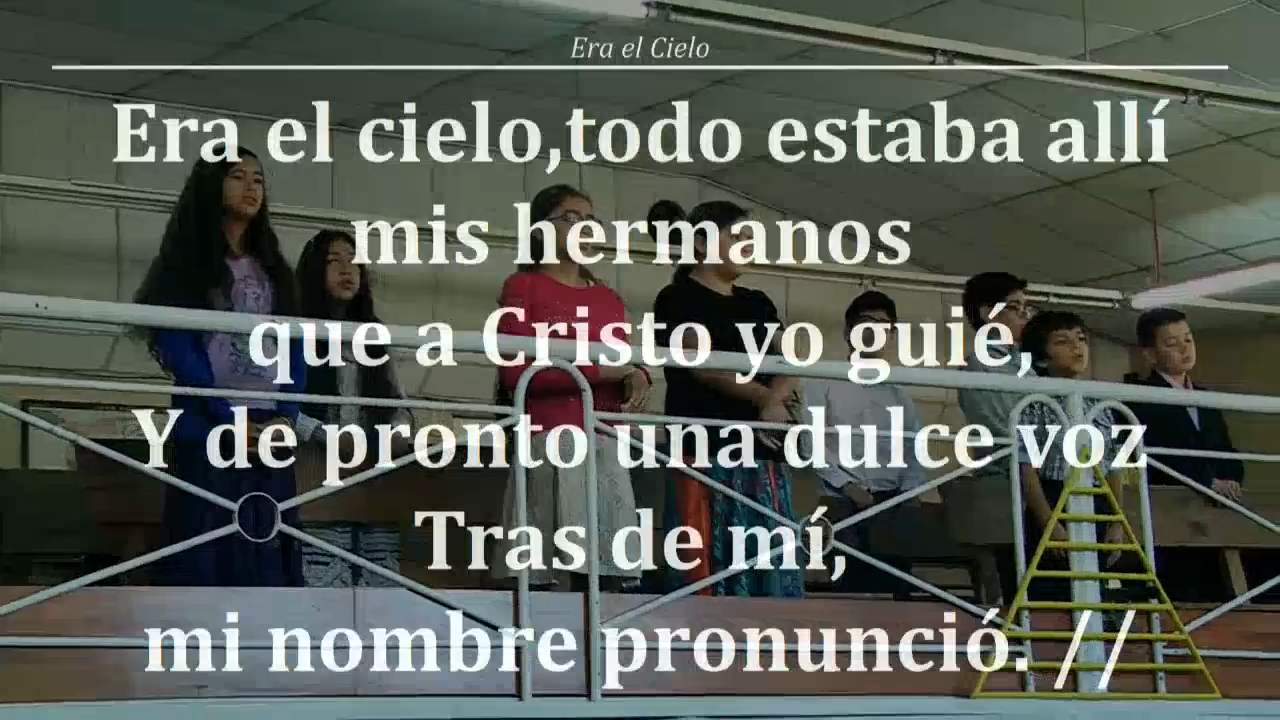 Era el Cielo
Era el cielo,todo estaba allí
mis hermanos
que a Cristo yo guié,
Y de pronto una dulce voz
Tras de mí,
mi nombre pronunció. //